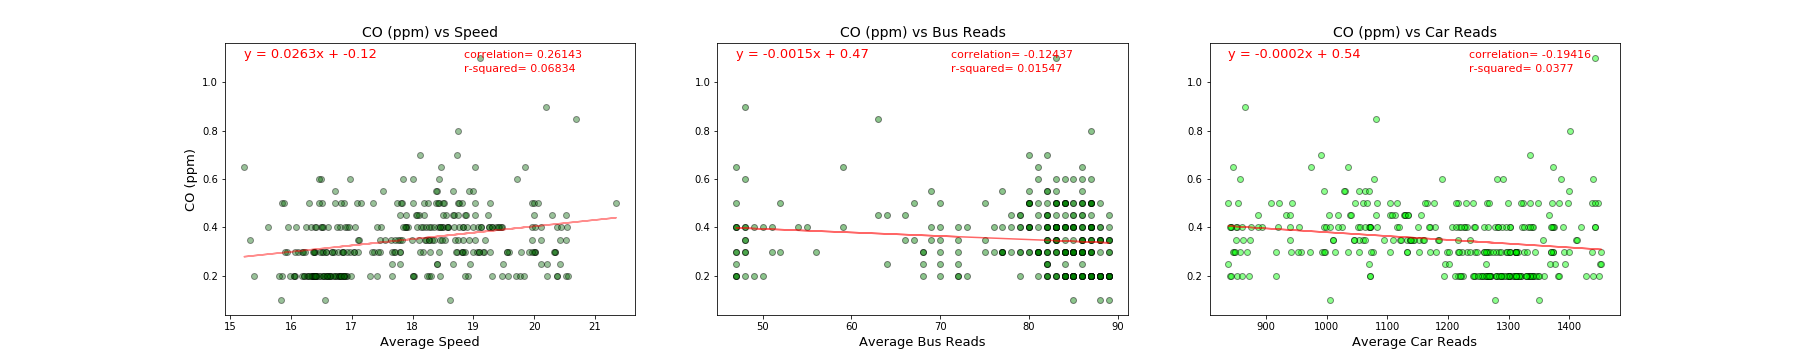 CO (ppm) vs Speed
y = 0.0263x + -0.12
correlation= 0.26143
r-squared= 0.06834
CO (ppm)
1.0
0.8
0.6
0.4
0.2
15 16 17 18 19 20 21
Average Speed
CO (ppm) vs Bus Reads
y = -0.0015x + 0.47
correlation= -0.12437
r-squared= 0.01547
1.0
0.8
0.6
0.4
0.2
50 60 70 80 90
Average Bus Reads
CO (ppm) vs Car Reads
y = -0.0002x + 0.54
correlation= -0.19416
r-squared= 0.0377
1.0
0.8
0.6
0.4
0.2
900 1000 1100 1200 1300 1400
Average Car Reads